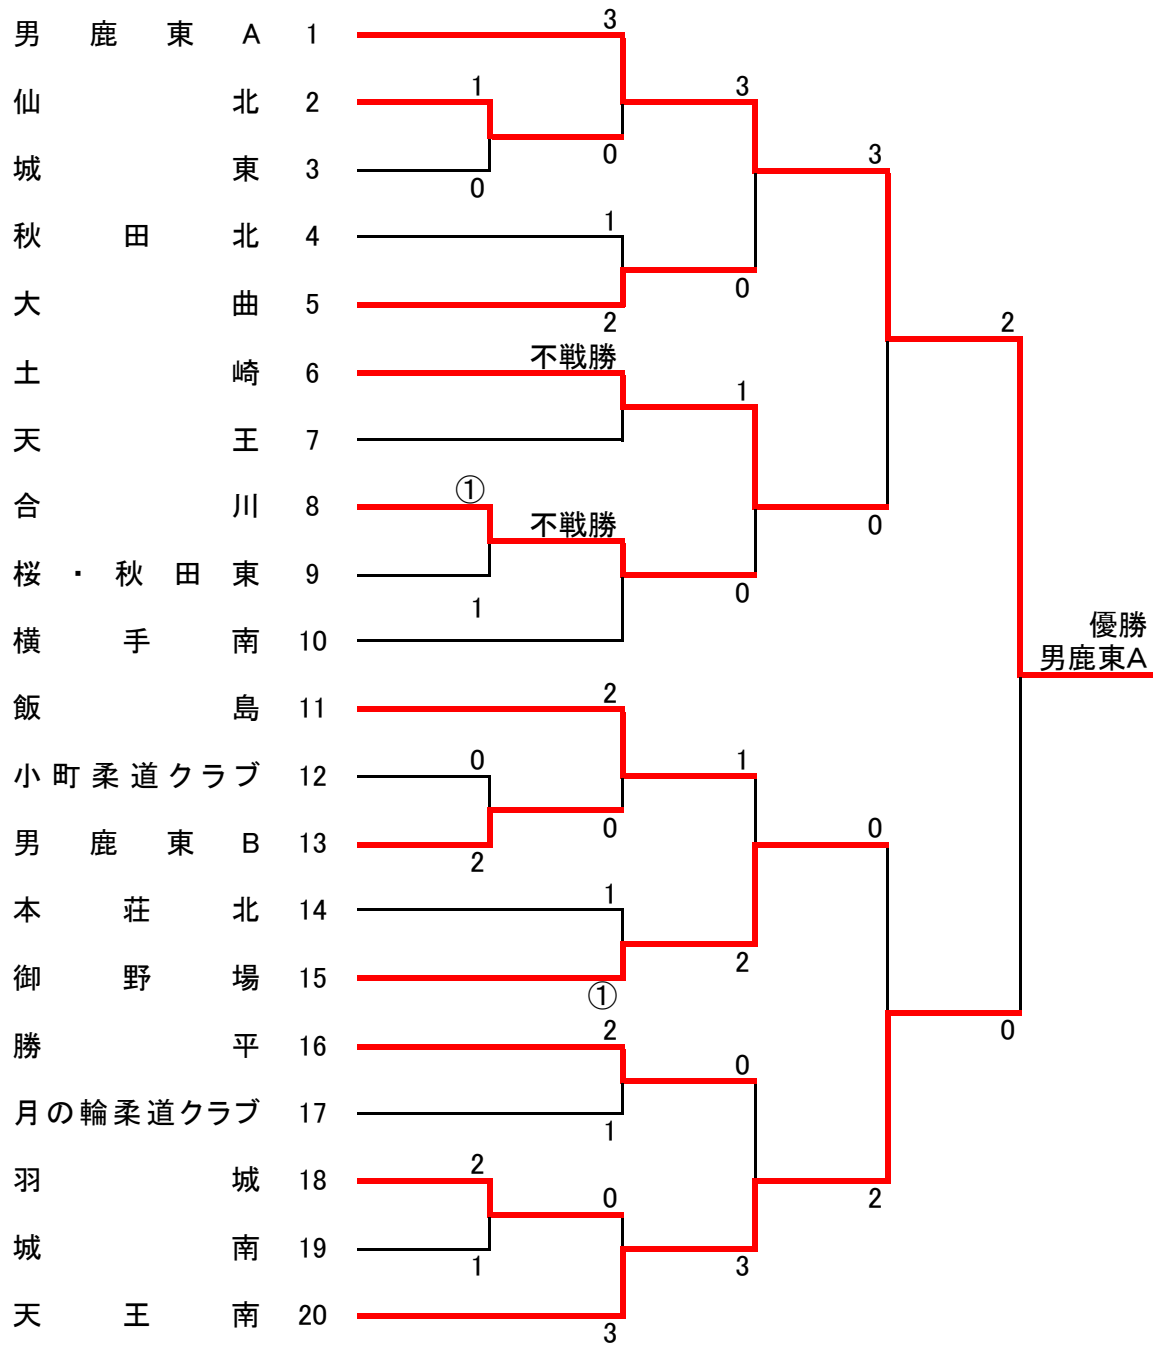 3
男鹿東A 1
1 3
仙北 2
0 3
城東 3
0
1
秋田北 4
0
大曲 5
2 2
不戦勝
土崎 6
1
天王 7
①
合川 8
不戦勝 0
桜・秋田東 9
1 0
優勝
横手南 10
男鹿東A
2
飯島 11
0 1
小町柔道クラブ 12
0 0
男鹿東B 13
2
1
本荘北 14
2
御野場 15
①
2 0
勝平 16
0
月の輪柔道クラブ 17
1
2
羽城 18
0 2
城南 19
1 3
天王南 20
3